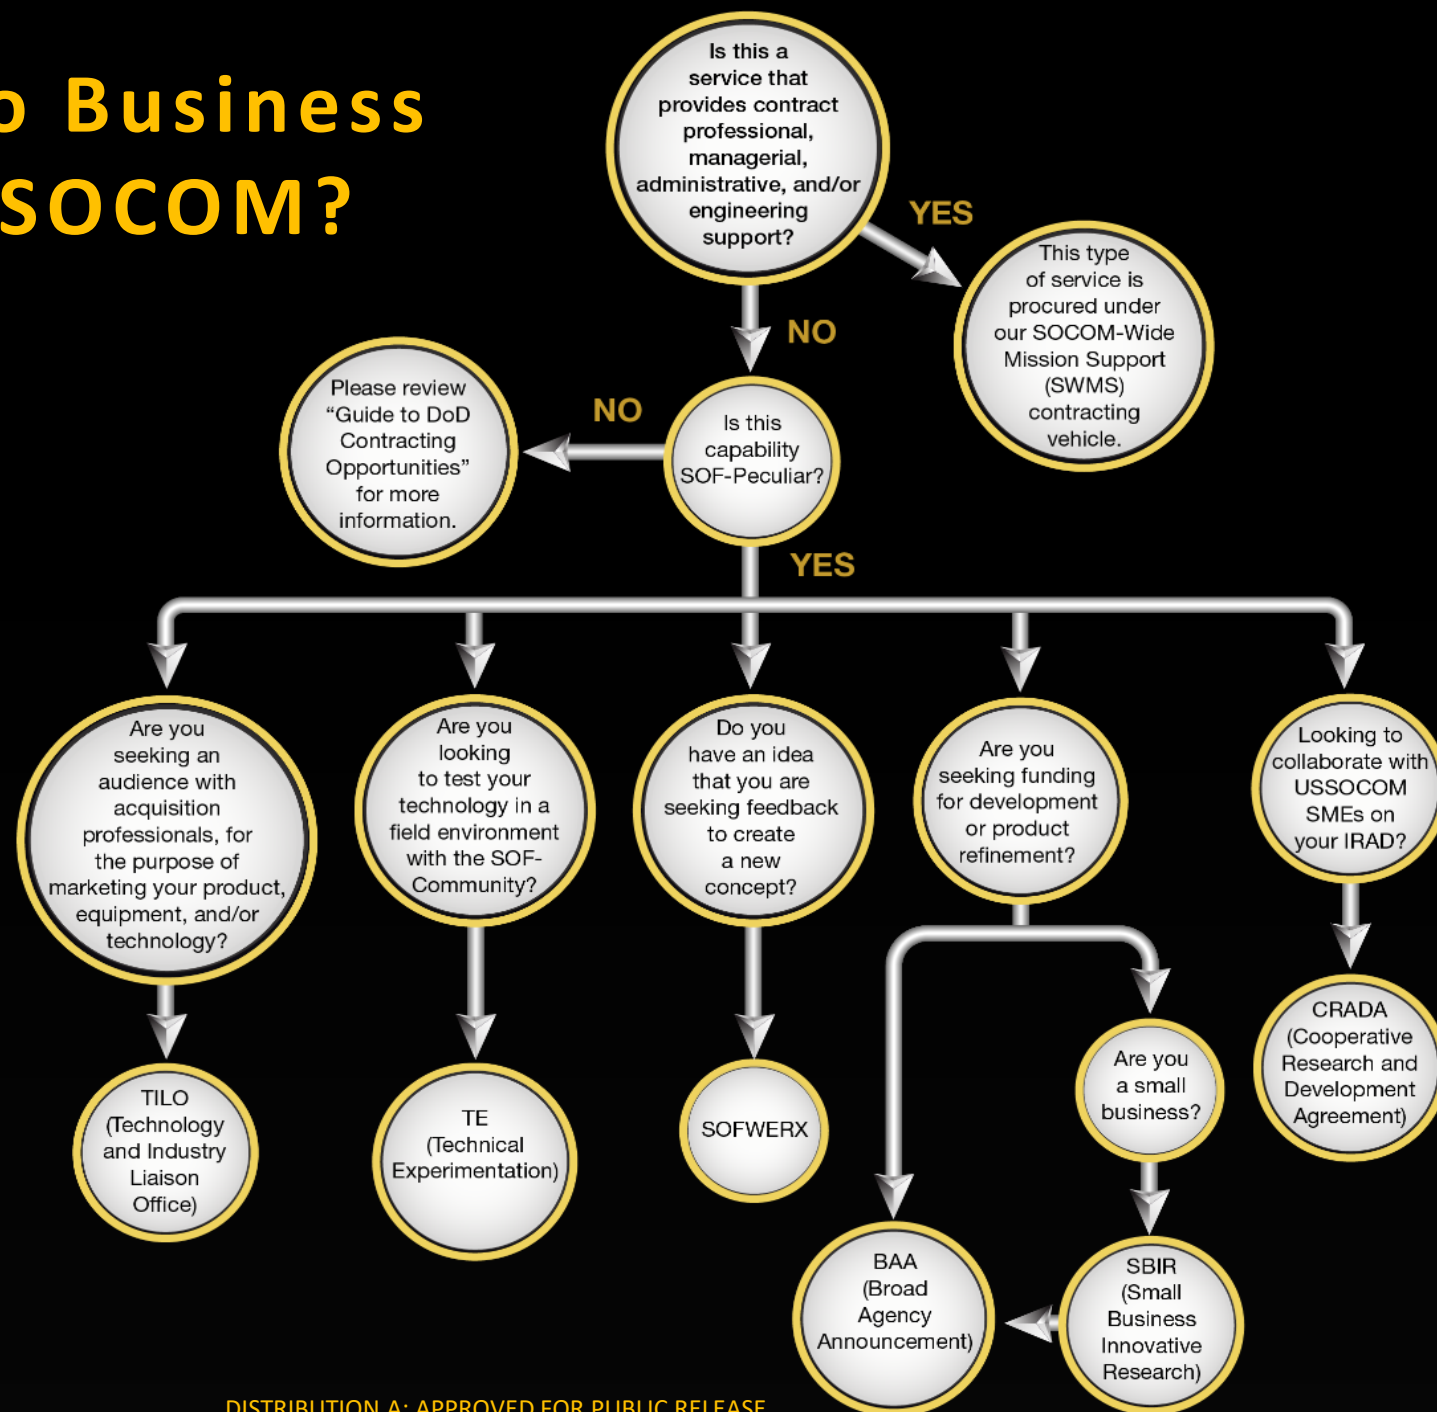 o Business
SOCOM?
Is this a
service that
provides contract
professional,
managerial,
administrative, and/or
engineering
support?
YES
This type
of service is
procured under
our SOCOM-Wide
Mission Support
(SWMS)
contracting
vehicle.
NO
Is this
capability
SOF-Peculiar?
NO
Please review
“Guide to DoD
Contracting
Opportunities”
for more
information.
YES
Are you
seeking an
audience with
acquisition
professionals, for
the purpose of
marketing your product,
equipment, and/or
technology?
Are you
looking
to test your
technology in a
field environment
with the SOF-
Community?
Do you
have an idea
that you are
seeking feedback
to create
a new
concept?
Are you
seeking funding
for development
or product
refinement?
Looking to
collaborate with
USSOCOM
SMEs on
your IRAD?
TILO
(Technology
and Industry
Liaison
Office)
TE
(Technical
Experimentation)
SOFWERX
Are you
a small
business?
CRADA
(Cooperative
Research and
Development
Agreement)
BAA
(Broad
Agency
Announcement)
SBIR
(Small
Business
Innovative
Research)
DISTRIBUTION A: APPROVED FOR PUBLIC RELEASE